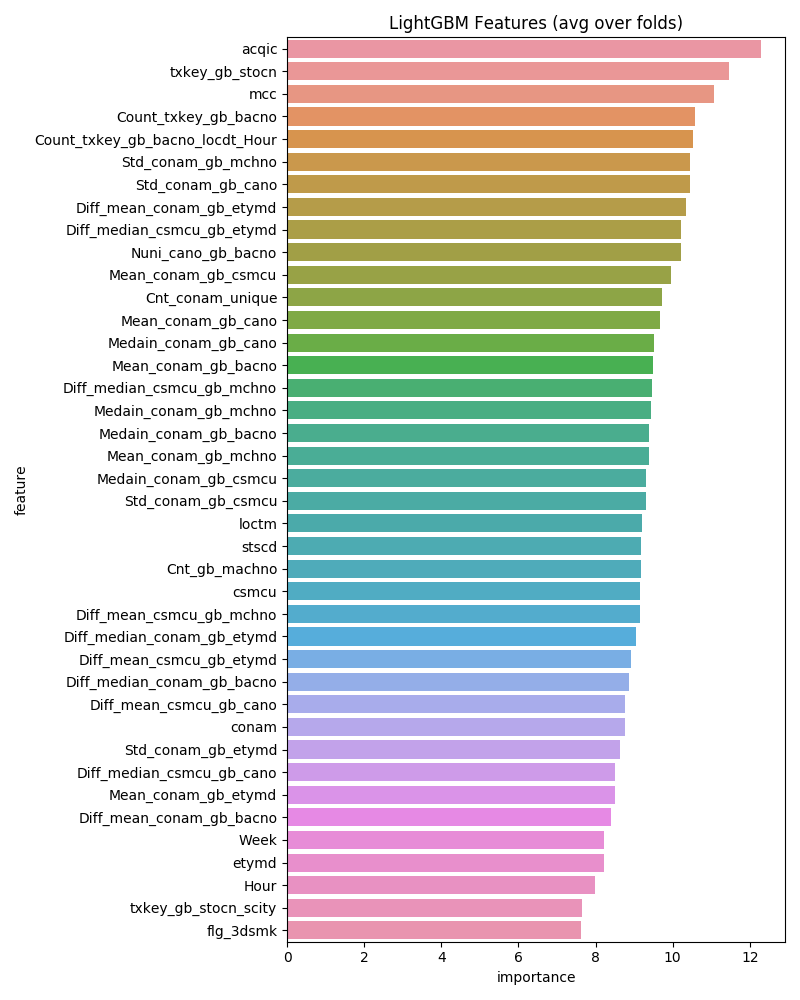 LightGBM Features (avg over folds)
feature
acqic
txkey_gb_stocn
mcc
Count_txkey_gb_bacno
Count_txkey_gb_bacno_locdt_Hour
Std_conam_gb_mchno
Std_conam_gb_cano
Diff_mean_conam_gb_etymd
Diff_median_csmcu_gb_etymd
Nuni_cano_gb_bacno
Mean_conam_gb_csmcu
Cnt_conam_unique
Mean_conam_gb_cano
Medain_conam_gb_cano
Mean_conam_gb_bacno
Diff_median_csmcu_gb_mchno
Medain_conam_gb_mchno
Medain_conam_gb_bacno
Mean_conam_gb_mchno
Medain_conam_gb_csmcu
Std_conam_gb_csmcu
loctm
stscd
Cnt_gb_machno
csmcu
Diff_mean_csmcu_gb_mchno
Diff_median_conam_gb_etymd
Diff_mean_csmcu_gb_etymd
Diff_median_conam_gb_bacno
Diff_mean_csmcu_gb_cano
conam
Std_conam_gb_etymd
Diff_median_csmcu_gb_cano
Mean_conam_gb_etymd
Diff_mean_conam_gb_bacno
Week
etymd
Hour
txkey_gb_stocn_scity
flg_3dsmk
0 2 4 6 8 10 12
importance